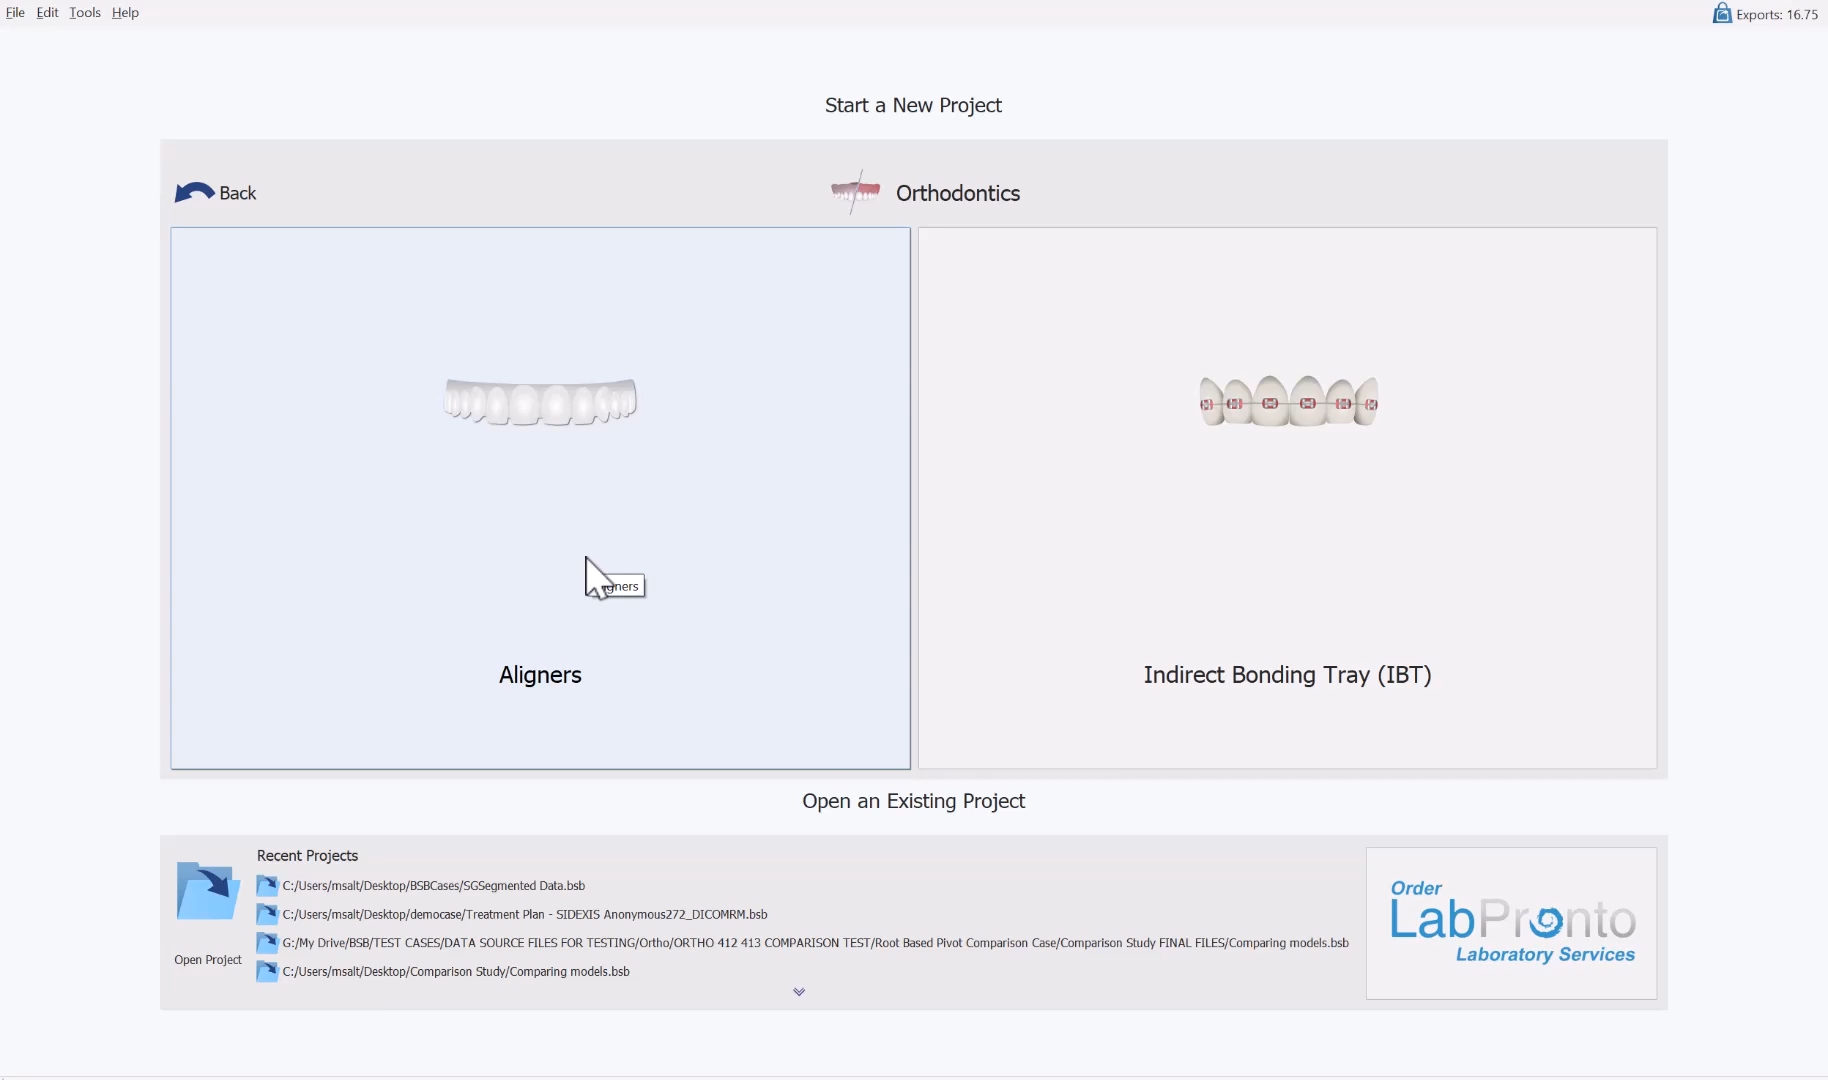 File Edit Tools Help
Exports: 16.75
Start a New Project
Back
Orthodontics
Aligners
Indirect Bonding Tray (IBT)
Open an Existing Project
Recent Projects
C:/Users/msalt/Desktop/BSBCases/SGSegmented Data.bsb
C:/Users/msalt/Desktop/democase/Treatment Plan - SIDEXIS Anonymous272_DICOMRM.bsb
G:/My Drive/BSB/TEST CASES/DATA SOURCE FILES FOR TESTING/Ortho/ORTHO 412 413 COMPARISON TEST/Root Based Pivot Comparison Case/Comparison Study FINAL FILES/Comparing models.bsb
C:/Users/msalt/Desktop/Comparison Study/Comparing models.bsb
Open Project
Order
LabPronto
Laboratory Services